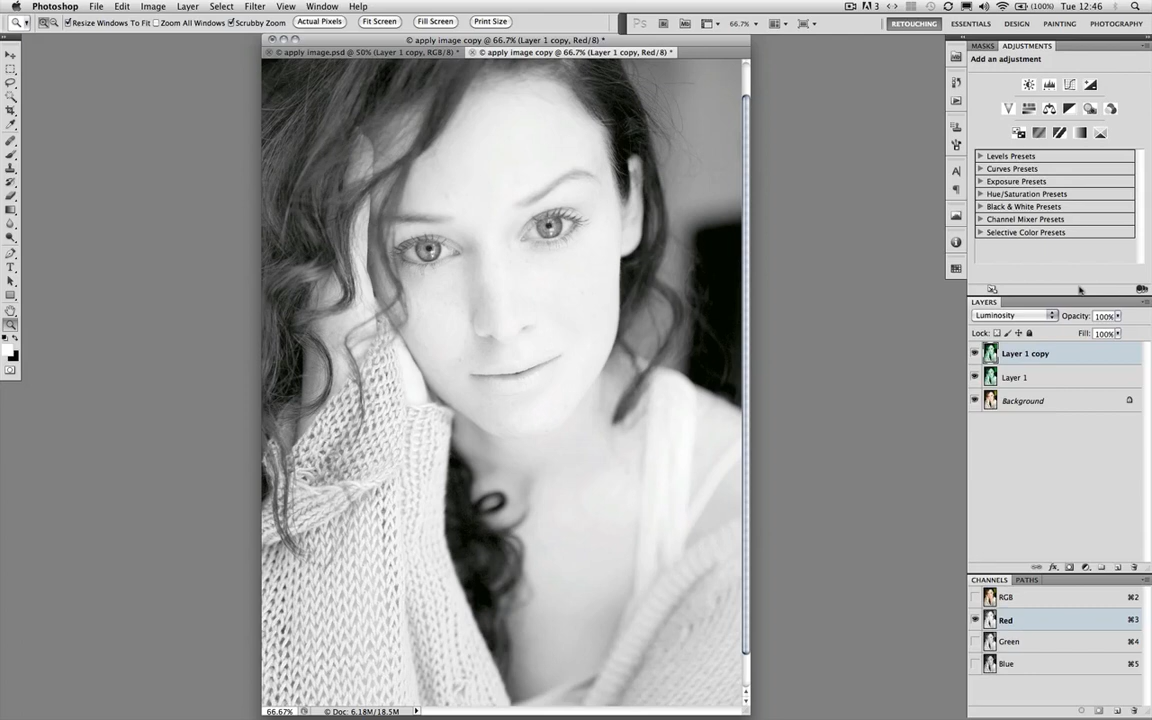 Photoshop File Edit Image Layer Select Filter View Window Help 3 (100%) Tue 12:46
Resize Windows To Fit Zoom All Windows Scrubby Zoom Actual Pixels Fit Screen Fill Screen Print Size Ps Br Mb 66.7% RETOUCHING ESSENTIALS DESIGN PAINTING PHOTOGRAPHY
© apply image copy @ 66.7% (Layer 1 copy, Red/8) *
© apply image.psd @ 50% (Layer 1 copy, RGB/8) * © apply image copy @ 66.7% (Layer 1 copy, Red/8) *
MASKS ADJUSTMENTS
Add an adjustment
Levels Presets
Curves Presets
Exposure Presets
Hue/Saturation Presets
Black & White Presets
Channel Mixer Presets
Selective Color Presets
LAYERS
Luminosity Opacity: 100%
Lock: Fill: 100%
Layer 1 copy
Layer 1
Background
CHANNELS PATHS
RGB ⌘2
Red ⌘3
Green ⌘4
Blue ⌘5
66.67% © Doc: 6.18M/18.5M